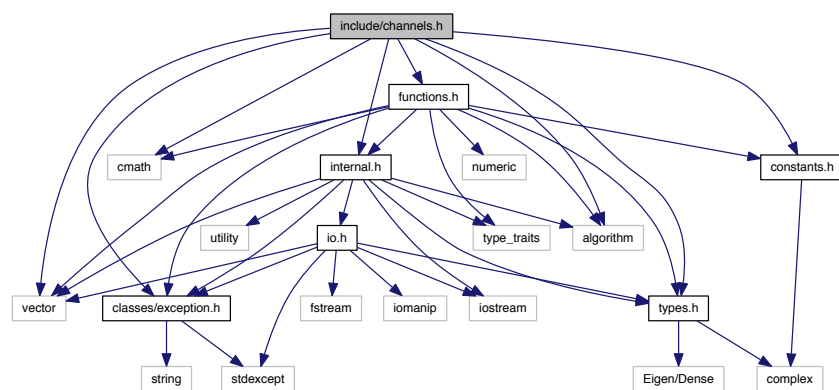 include/channels.h
functions.h
cmath
internal.h
numeric
constants.h
utility
io.h
type_traits
algorithm
vector
classes/exception.h
fstream
iomanip
iostream
types.h
string
stdexcept
Eigen/Dense
complex